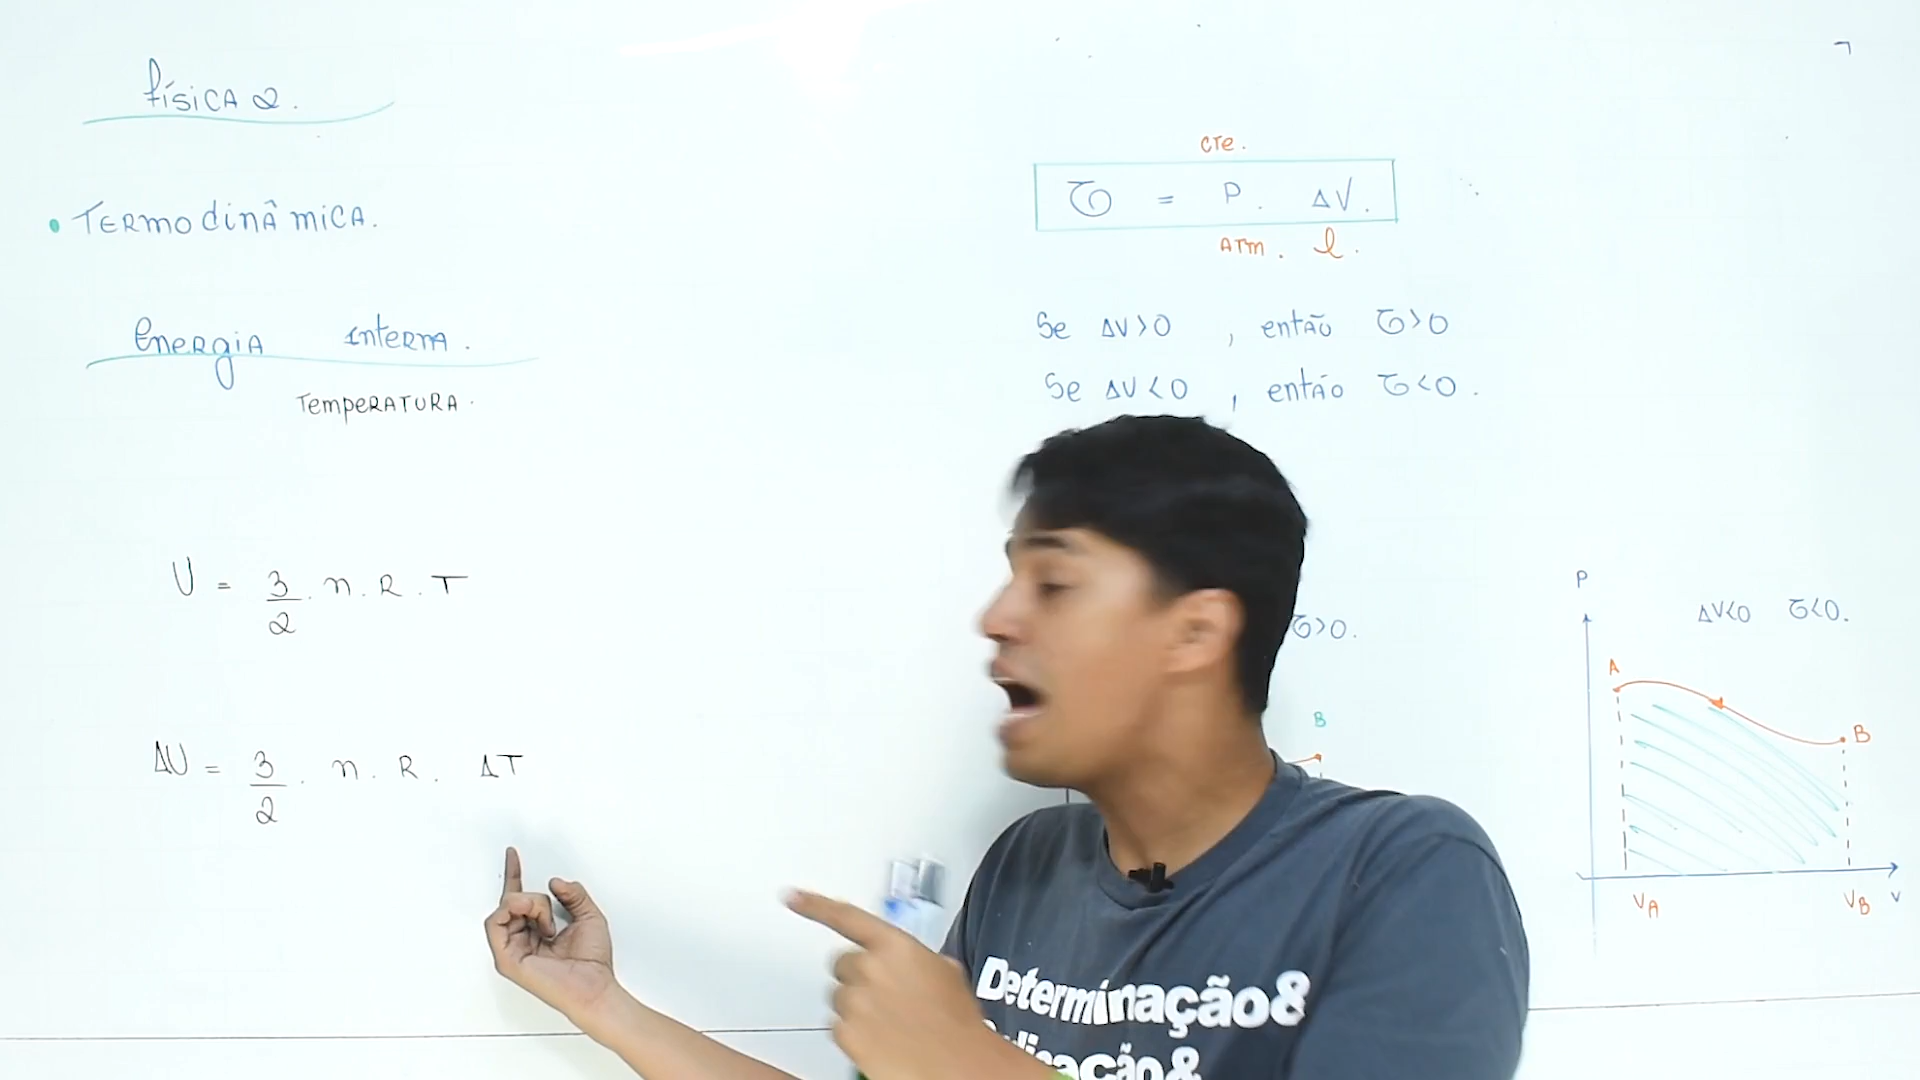 física 2.
• Termodinâmica.
Energia Interna.
Temperatura.
U = 3/2 . n . R . T
ΔU = 3/2 . n . R . ΔT
cte.
𝒯 = P . ΔV.
atm . l .
Se ΔV>0 , então 𝒯>0
Se ΔV<0 , então 𝒯<0 .
𝒯>0.
B
P
ΔV<0 𝒯<0.
A
B
VA VB V
Determinação&